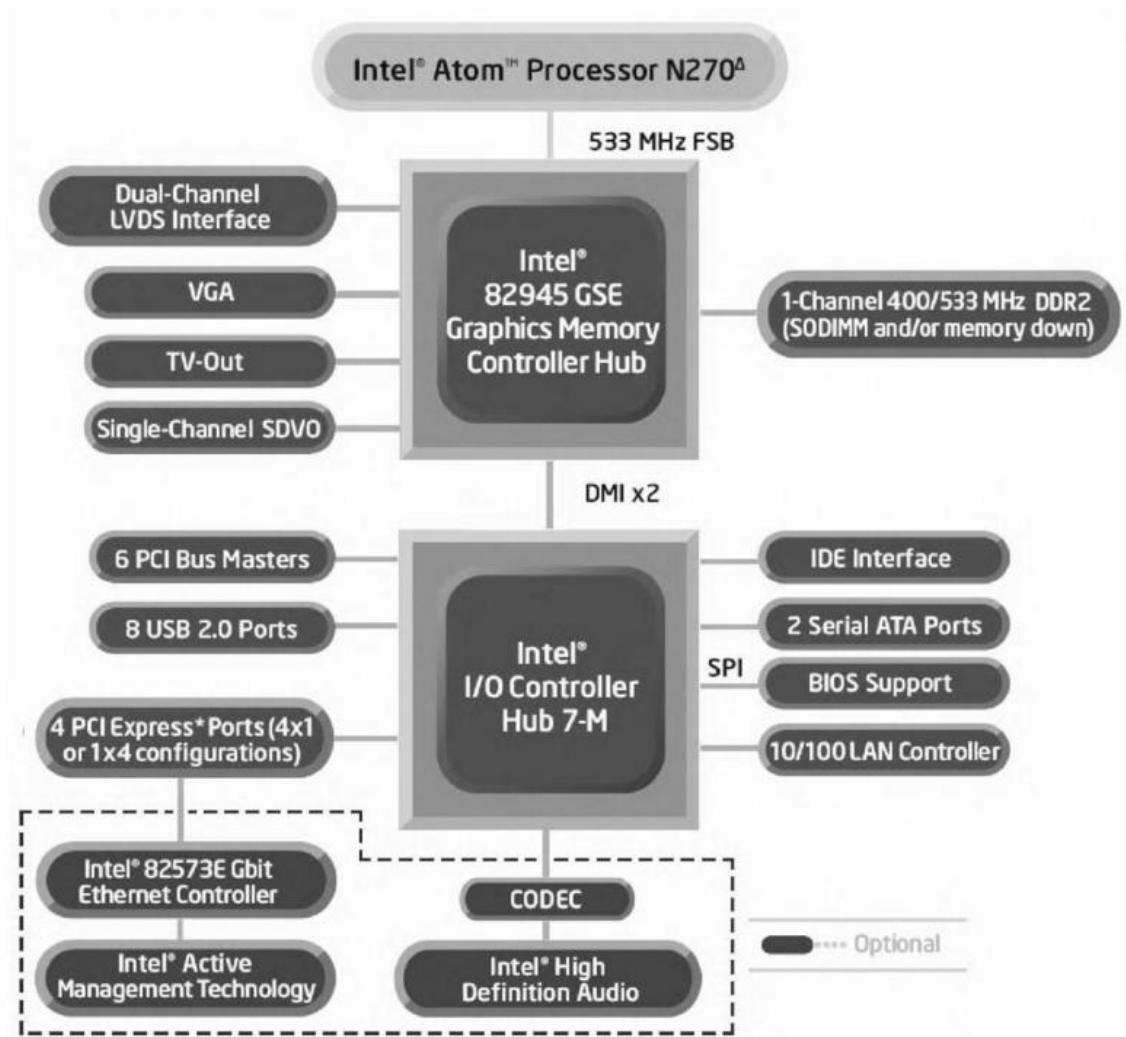 Intel® Atom™ Processor N270Δ
533 MHz FSB
Dual-Channel
LVDS Interface
VGA
TV-Out
Single-Channel SDVO
Intel®
82945 GSE
Graphics Memory
Controller Hub
1-Channel 400/533 MHz DDR2
(SODIMM and/or memory down)
DMI x2
6 PCI Bus Masters
8 USB 2.0 Ports
4 PCI Express* Ports (4x1
or 1x4 configurations)
Intel®
I/O Controller
Hub 7-M
IDE Interface
2 Serial ATA Ports
SPI
BIOS Support
10/100 LAN Controller
Intel® 82573E Gbit
Ethernet Controller
Intel® Active
Management Technology
CODEC
Intel® High
Definition Audio
Optional